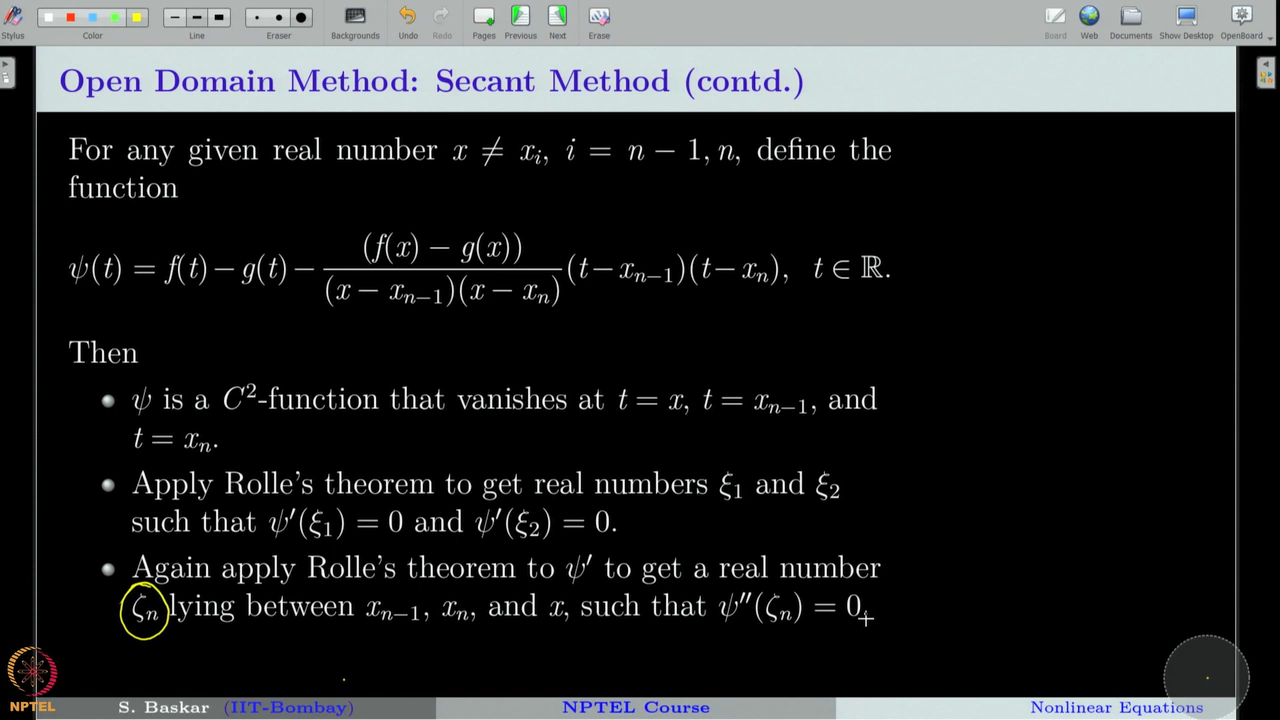 Stylus
Color
Line
Eraser
Backgrounds
Undo
Redo
Pages
Previous
Next
Erase
Board
Web
Documents
Show Desktop
OpenBoard
Open Domain Method: Secant Method (contd.)
For any given real number x ≠ xᵢ, i = n − 1, n, define the
function
ψ(t) = f(t) − g(t) − (f(x) − g(x)) / (x − xₙ₋₁)(x − xₙ) (t − xₙ₋₁)(t − xₙ), t ∈ ℝ.
Then
ψ is a C²-function that vanishes at t = x, t = xₙ₋₁, and
t = xₙ.
Apply Rolle's theorem to get real numbers ξ₁ and ξ₂
such that ψ′(ξ₁) = 0 and ψ′(ξ₂) = 0.
Again apply Rolle's theorem to ψ′ to get a real number
ζₙ lying between xₙ₋₁, xₙ, and x, such that ψ″(ζₙ) = 0
NPTEL
S. Baskar (IIT-Bombay)
NPTEL Course
Nonlinear Equations